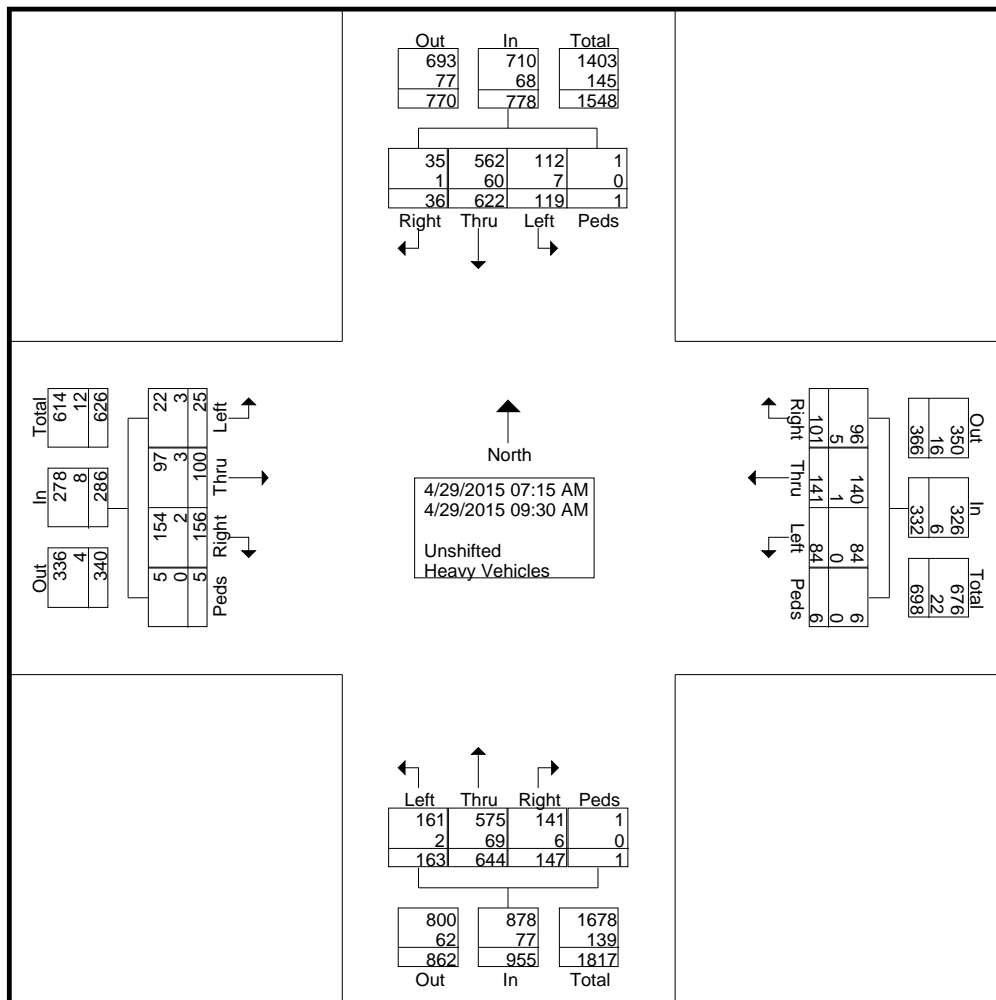 Out In Total
693 710 1403
77 68 145
770 778 1548
35 562 112 1
1 60 7 0
36 622 119 1
Right Thru Left Peds
Total
614
12
626
In
278
8
286
Out
336
4
340
22 97 154 5
3 3 2 0
25 100 156 5
Left Thru Right Peds
North
4/29/2015 07:15 AM
4/29/2015 09:30 AM
Unshifted
Heavy Vehicles
Right Thru Left Peds
101 141 84 6
5 1 0 0
96 140 84 6
Out
350
16
366
In
326
6
332
Total
676
22
698
Left Thru Right Peds
161 575 141 1
2 69 6 0
163 644 147 1
800 878 1678
62 77 139
862 955 1817
Out In Total